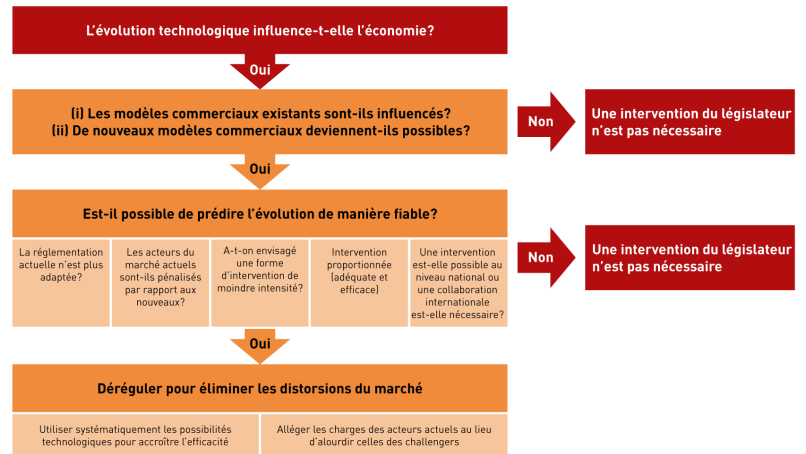 L'évolution technologique influence-t-elle l'économie?
Oui
(i) Les modèles commerciaux existants sont-ils influencés?
(ii) De nouveaux modèles commerciaux deviennent-ils possibles?
Non
Une intervention du législateur
n'est pas nécessaire
Oui
Est-il possible de prédire l'évolution de manière fiable?
La réglementation
actuelle n'est plus
adaptée?
Les acteurs du
marché actuels
sont-ils pénalisés
par rapport aux
nouveaux?
A-t-on envisagé
une forme
d'intervention de
moindre intensité?
Intervention
proportionnée
(adéquate et
efficace)
Une intervention
est-elle possible au
niveau national ou
une collaboration
internationale
est-elle nécessaire?
Non
Une intervention du législateur
n'est pas nécessaire
Oui
Déréguler pour éliminer les distorsions du marché
Utiliser systématiquement les possibilités
technologiques pour accroître l'efficacité
Alléger les charges des acteurs actuels au lieu
d'alourdir celles des challengers